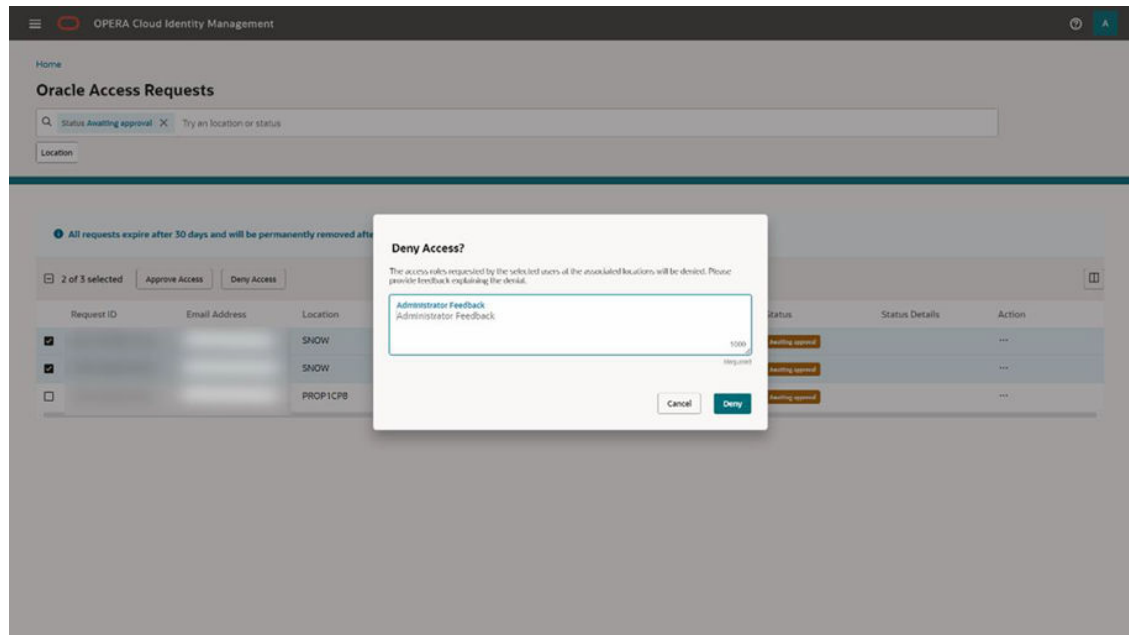 OPERA Cloud Identity Management
A
Home
Oracle Access Requests
Status Awaiting approval Try an location or status
Location
All requests expire after 30 days and will be permanently removed afte
Deny Access?
The access roles requested by the selected users at the associated locations will be denied. Please
provide feedback explaining the denial.
2 of 3 selected Approve Access Deny Access
Administrator Feedback
Administrator Feedback
1000
Required
Request ID Email Address Location Status Status Details Action
SNOW Awaiting approval ...
SNOW Awaiting approval ...
PROP1CPB Awaiting approval ...
Cancel Deny